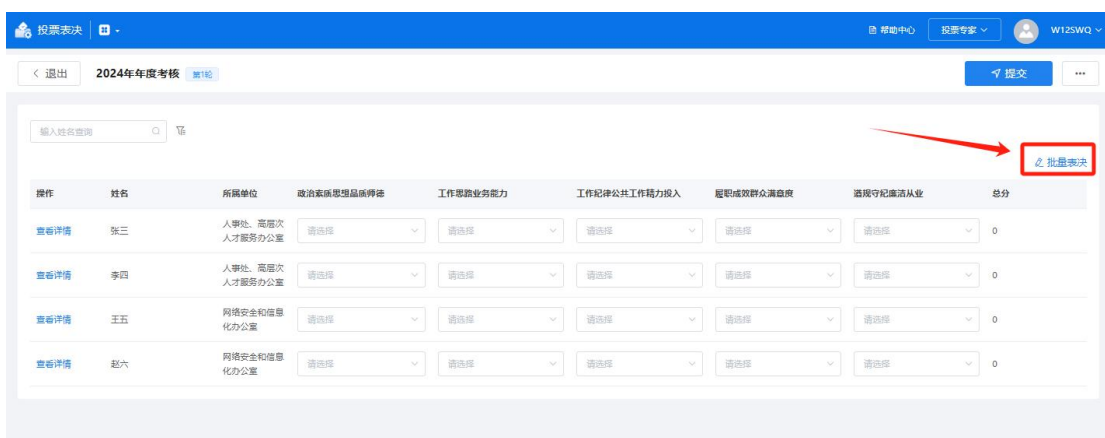 投票表决
帮助中心 投票专家 W12SWQ
退出 2024年年度考核 第1轮 提交 ...
输入姓名查询
批量表决
操作 姓名 所属单位 政治素质思想品质师德 工作思路业务能力 工作纪律公共工作精力投入 履职成效群众满意度 遵规守纪廉洁从业 总分
查看详情 张三 人事处、高层次人才服务办公室 请选择 请选择 请选择 请选择 请选择 0
查看详情 李四 人事处、高层次人才服务办公室 请选择 请选择 请选择 请选择 请选择 0
查看详情 王五 网络安全和信息化办公室 请选择 请选择 请选择 请选择 请选择 0
查看详情 赵六 网络安全和信息化办公室 请选择 请选择 请选择 请选择 请选择 0